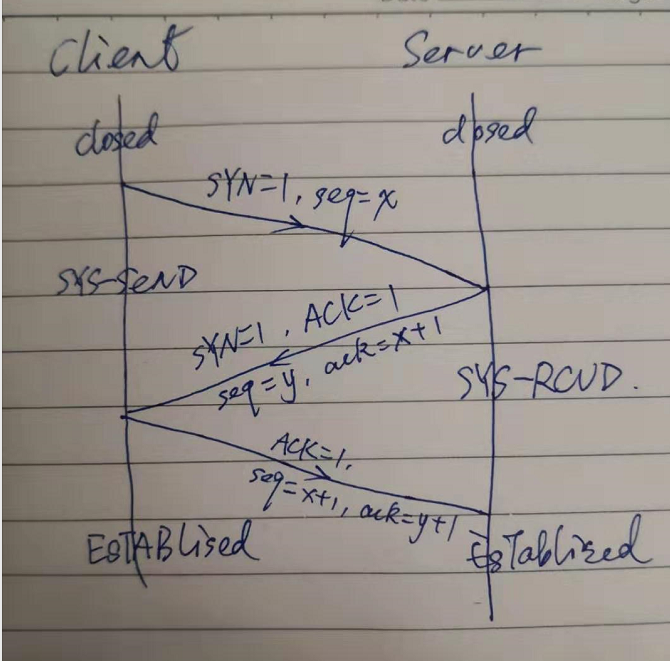 Client Server
closed closed
SYN=1, seq=x
SYS-SEND
SYN=1, ACK=1
seq=y, ack=x+1
SYS-RCVD.
ACK=1,
seq=x+1, ack=y+1
ESTABlised EsTablised